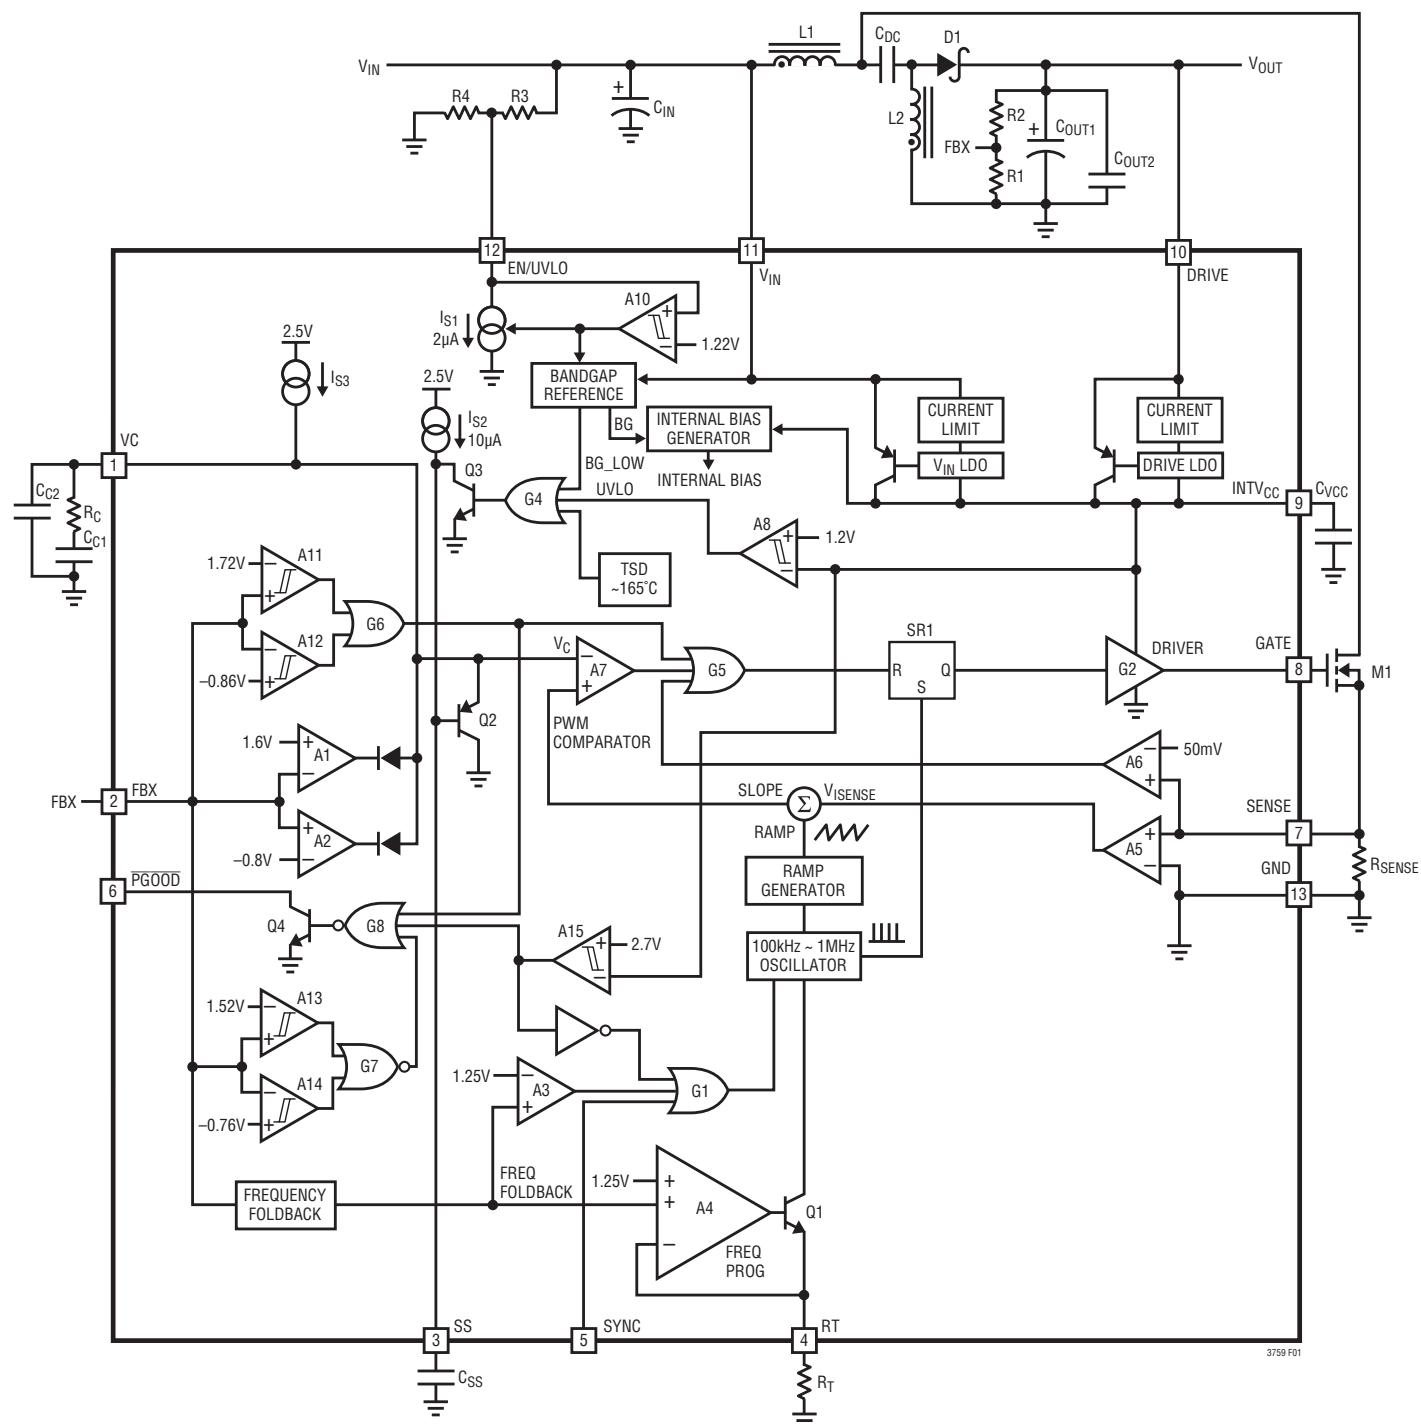 L1
CDC
D1
VIN
VOUT
R4
R3
+
CIN
L2
R2
FBX
R1
+
COUT1
COUT2
12
EN/UVLO
11
VIN
10
DRIVE
IS1
2µA
A10
+
−
1.22V
2.5V
IS3
BANDGAP
REFERENCE
2.5V
IS2
10µA
BG
INTERNAL BIAS
GENERATOR
INTERNAL BIAS
CURRENT
LIMIT
VIN LDO
CURRENT
LIMIT
DRIVE LDO
VC
1
Q3
BG_LOW
UVLO
G4
INTVCC
9
CVCC
CC2
RC
CC1
A8
+
−
1.2V
TSD
~165˚C
1.72V
−
+
A11
A12
−
+
−0.86V
G6
VC
−
+
A7
PWM
COMPARATOR
G5
SR1
R
Q
S
G2
DRIVER
GATE
8
M1
Q2
1.6V
+
−
A1
FBX
2
FBX
+
−
A2
−0.8V
A6
−
+
50mV
SLOPE
Σ
VISENSE
RAMP
SENSE
7
A5
+
−
RSENSE
GND
13
PGOOD
6
Q4
G8
RAMP
GENERATOR
100kHz ~ 1MHz
OSCILLATOR
A15
+
−
2.7V
1.52V
−
+
A13
A14
−
+
−0.76V
G7
1.25V
−
+
A3
G1
FREQUENCY
FOLDBACK
FREQ
FOLDBACK
1.25V
+
+
−
A4
FREQ
PROG
Q1
3
SS
5
SYNC
4
RT
CSS
RT
3759 F01